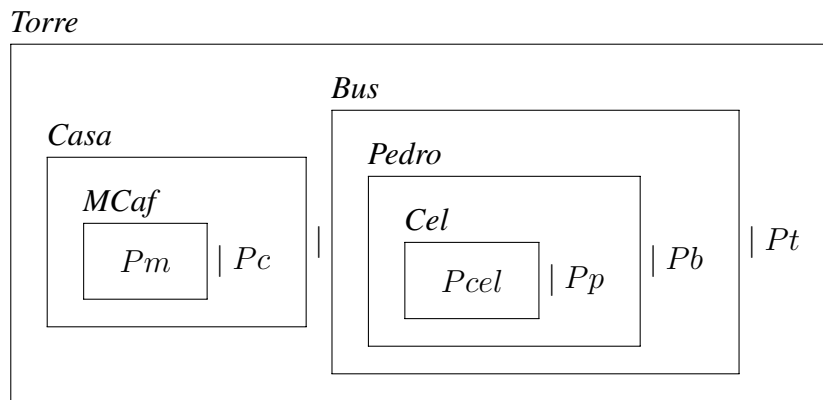 Torre
Bus
Casa
Pedro
MCaf
Cel
Pm | Pc | Pcel | Pp | Pb | Pt